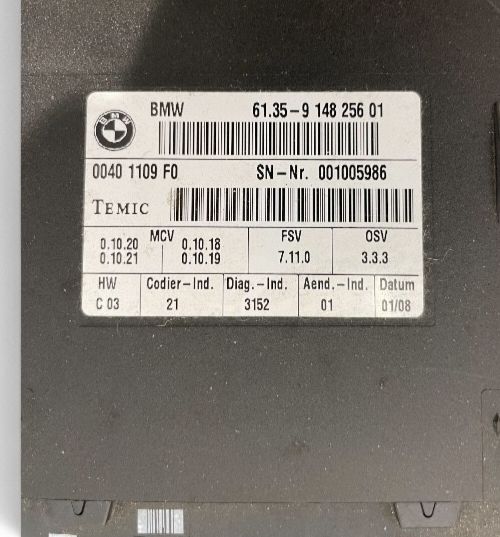 BMW 61.35-9 148 256 01
0040 1109 F0 SN-Nr. 001005986
TEMIC
MCV FSV OSV
0.10.20 0.10.18
0.10.21 0.10.19 7.11.0 3.3.3
HW Codier-Ind. Diag.-Ind. Aend.-Ind. Datum
C 03 21 3152 01 01/08